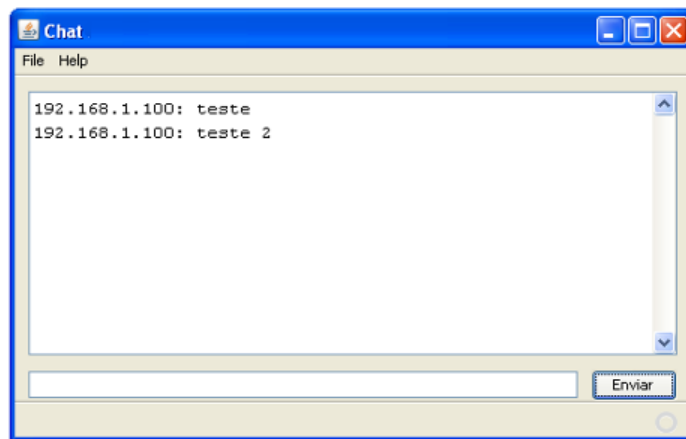 Chat
File Help
192.168.1.100: teste
192.168.1.100: teste 2
Enviar